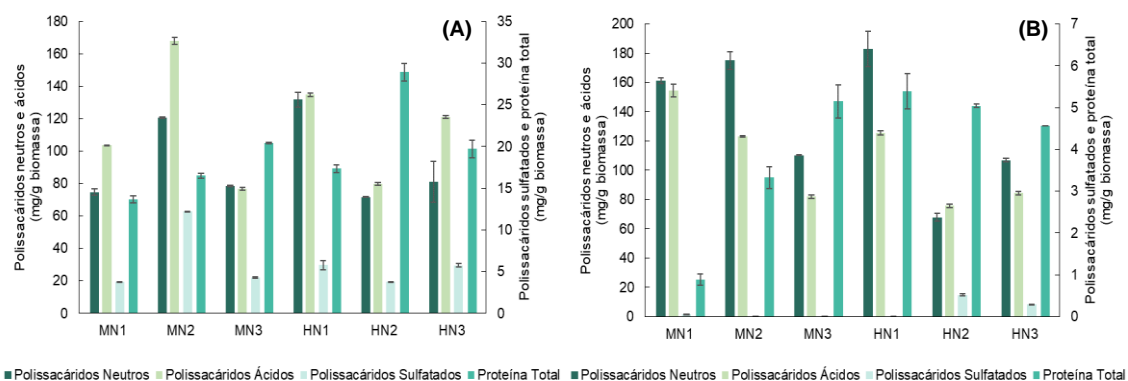 (A)
Polissacáridos neutros e ácidos
(mg/g biomassa)
180
160
140
120
100
80
60
40
20
0
35
30
25
20
15
10
5
0
Polissacáridos sulfatados e proteína total
(mg/g biomassa)
MN1 MN2 MN3 HN1 HN2 HN3
Polissacáridos Neutros Polissacáridos Ácidos Polissacáridos Sulfatados Proteína Total
(B)
Polissacáridos neutros e ácidos
(mg/g biomassa)
200
180
160
140
120
100
80
60
40
20
0
7
6
5
4
3
2
1
0
Polissacáridos sulfatados e proteína total
(mg/g biomassa)
MN1 MN2 MN3 HN1 HN2 HN3
Polissacáridos Neutros Polissacáridos Ácidos Polissacáridos Sulfatados Proteína Total